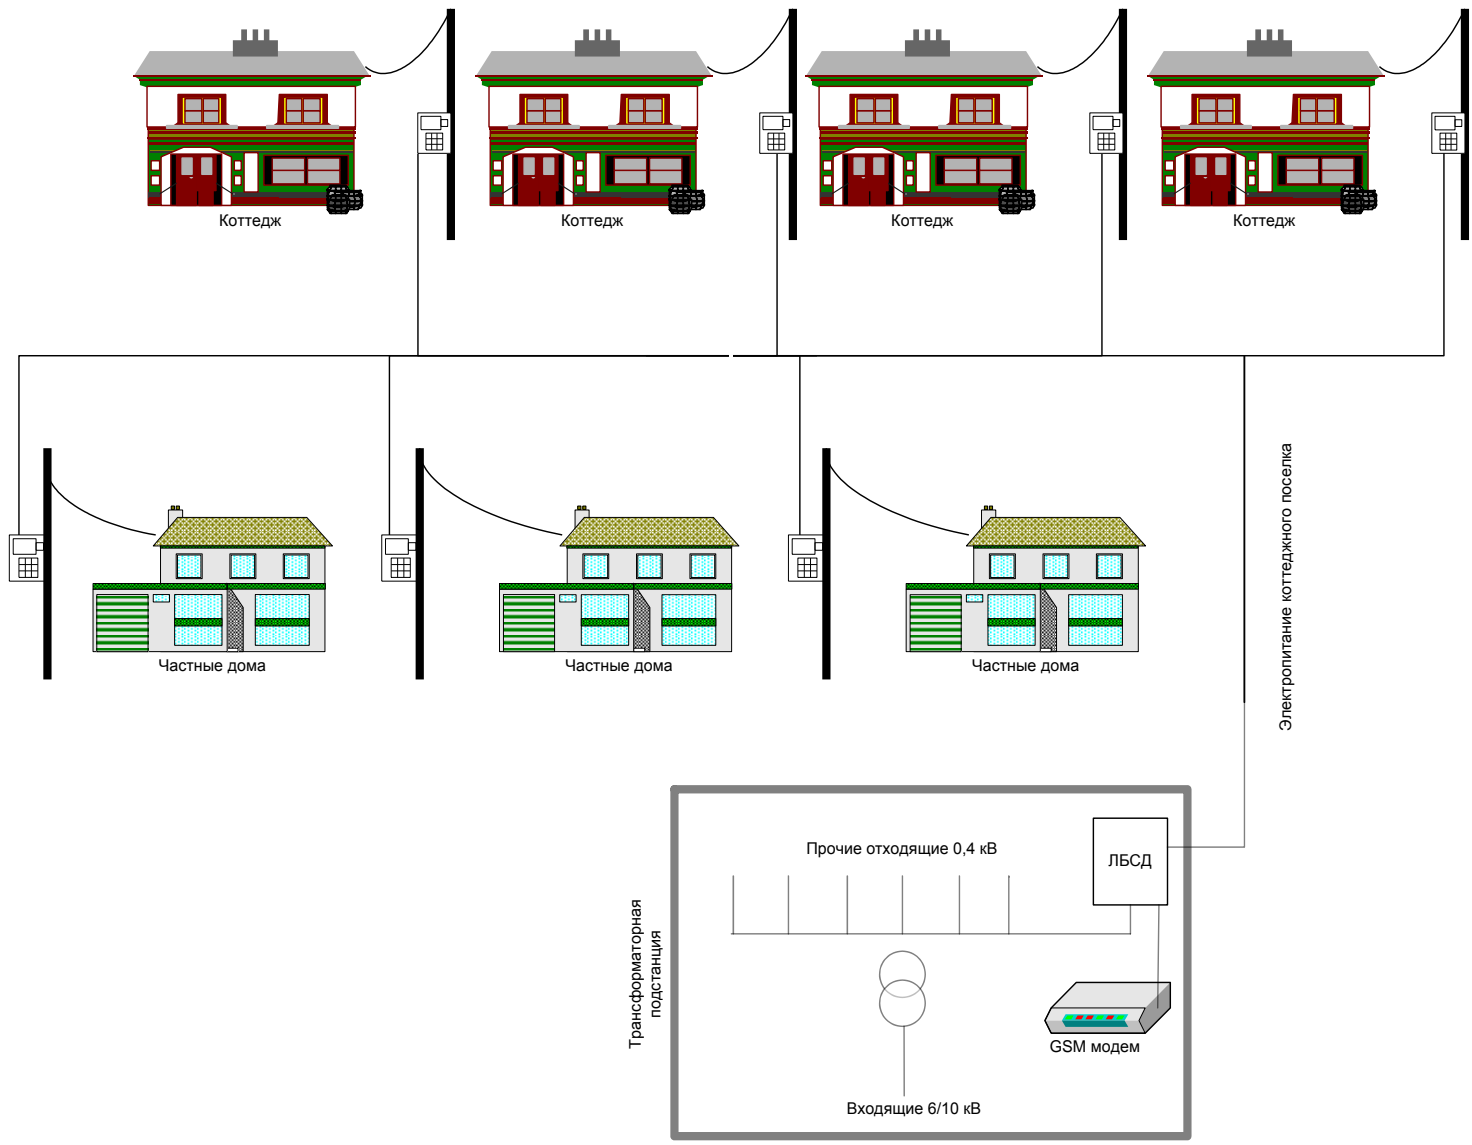 Коттедж
Коттедж
Коттедж
Коттедж
Электропитание коттеджного поселка
Частные дома
Частные дома
Частные дома
Прочие отходящие 0,4 кВ
ЛБСД
Трансформаторная
подстанция
GSM модем
Входящие 6/10 кВ